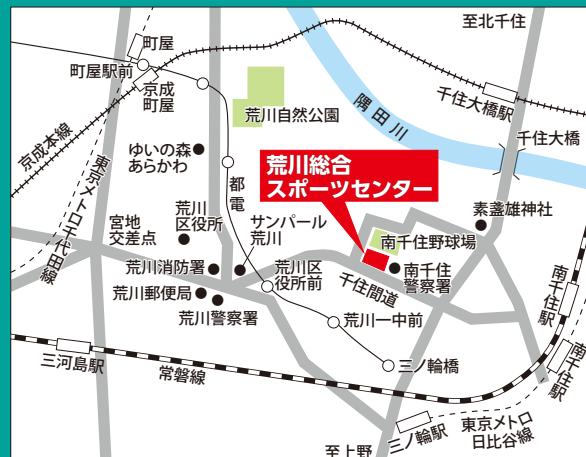 至北千住
町屋
町屋駅前
京成
町屋
千住大橋駅
荒川自然公園
隅田川
千住大橋
京成本線
ゆいの森
あらかわ
都電
荒川総合
スポーツセンター
東京メトロ千代田線
宮地
交差点
荒川
区役所
サンパール
荒川
素盞雄神社
南千住野球場
荒川消防署
荒川区
役所前
千住間道
南千住
警察署
荒川郵便局
荒川警察署
荒川一中前
南千住駅
南千住駅
三河島駅
常磐線
三ノ輪橋
三ノ輪駅
東京メトロ
日比谷線
至上野